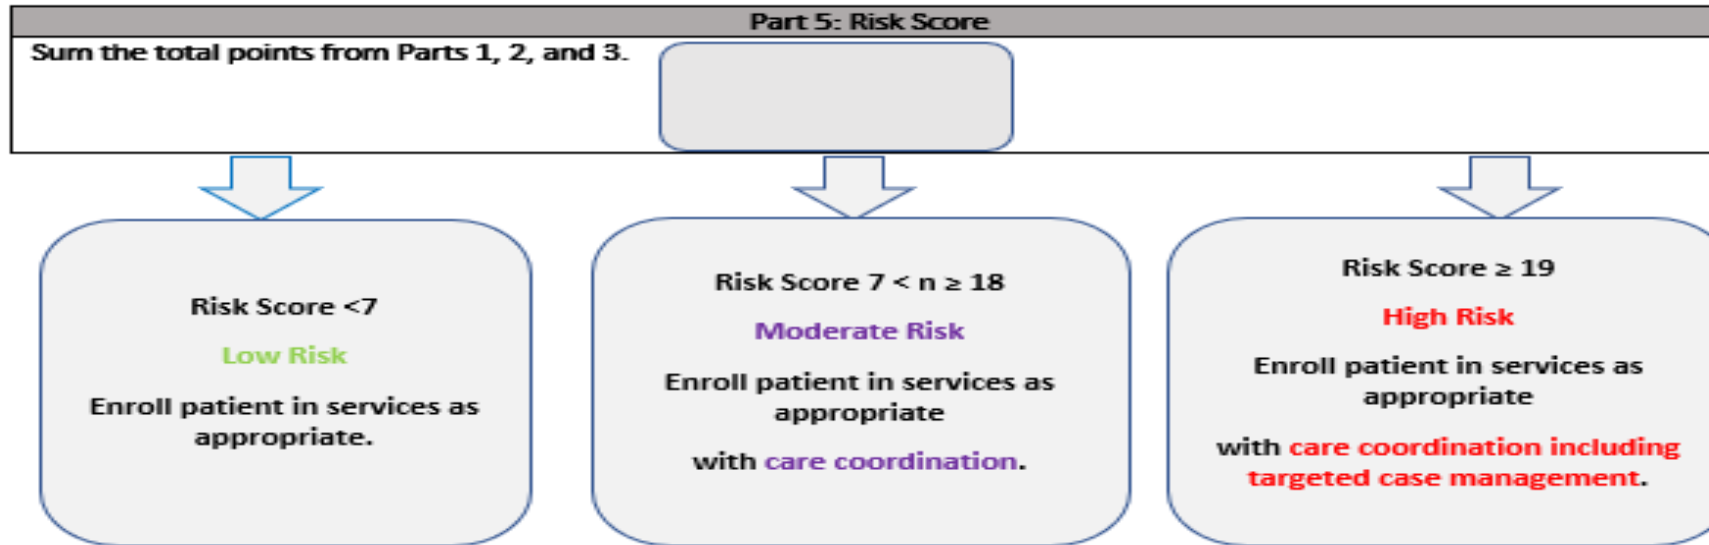 Part 5: Risk Score
Sum the total points from Parts 1, 2, and 3.
Risk Score <7
Low Risk
Enroll patient in services as
appropriate.
Risk Score 7 < n ≥ 18
Moderate Risk
Enroll patient in services as
appropriate
with care coordination.
Risk Score ≥ 19
High Risk
Enroll patient in services as
appropriate
with care coordination including
targeted case management.